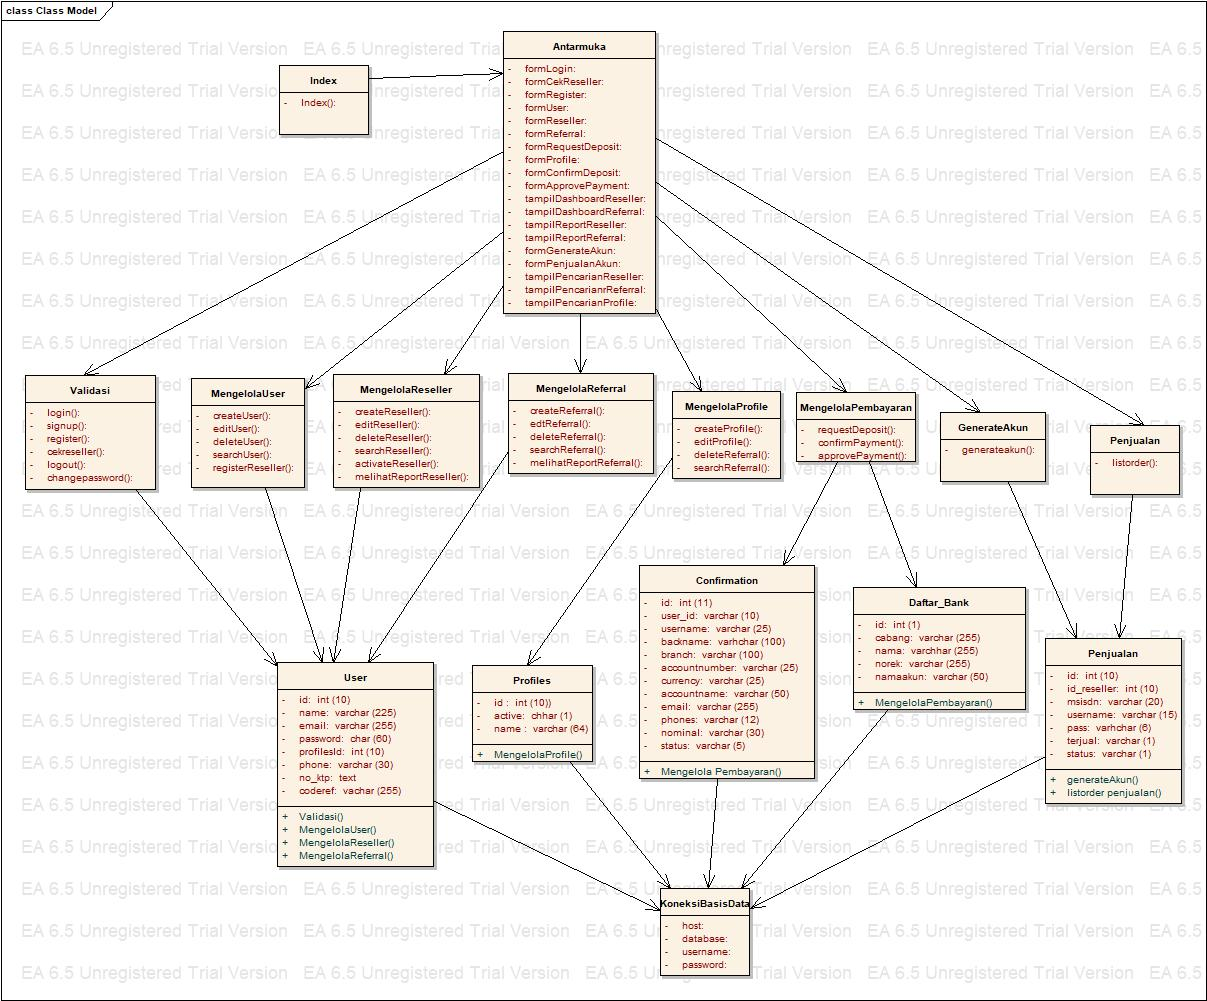 class Class Model
EA 6.5 Unregistered Trial Version
Index
- Index():
Antarmuka
- formLogin:
- formCekReseller:
- formRegister:
- formUser:
- formReseller:
- formReferral:
- formRequestDeposit:
- formProfile:
- formConfirmDeposit:
- formApprovePayment:
- tampilDashboardReseller:
- tampilDashboardReferral:
- tampilReportReseller:
- tampilReportReferral:
- formGenerateAkun:
- formPenjualanAkun:
- tampilPencarianReseller:
- tampilPencarianrReferral:
- tampilPencarianProfile:
Validasi
- login():
- signup():
- register():
- cekreseller():
- logout():
- changepassword():
MengelolaUser
- createUser():
- editUser():
- deleteUser():
- searchUser():
- registerReseller():
MengelolaReseller
- createReseller():
- editReseller():
- deleteReseller():
- searchReseller():
- activateReseller():
- melihatReportReseller():
MengelolaReferral
- createReferral():
- edtReferral():
- deleteReferral():
- searchReferral():
- melihatReportReferral():
MengelolaProfile
- createProfile():
- editProfile():
- deleteReferral():
- searchReferral():
MengelolaPembayaran
- requestDeposit():
- confirmPayment():
- approvePayment():
GenerateAkun
- generateakun():
Penjualan
- listorder():
User
- id: int (10)
- name: varchar (225)
- email: varchar (255)
- password: char (60)
- profilesId: int (10)
- phone: varchar (30)
- no_ktp: text
- coderef: vachar (255)
+ Validasi()
+ MengelolaUser()
+ MengelolaReseller()
+ MengelolaReferral()
Profiles
- id : int (10))
- active: chhar (1)
- name : varchar (64)
+ MengelolaProfile()
Confirmation
- id: int (11)
- user_id: varchar (10)
- username: varchar (25)
- backname: varhchar (100)
- branch: varchar (100)
- accountnumber: varchar (25)
- currency: varchar (25)
- accountname: varchar (50)
- email: varchar (255)
- phones: varchar (12)
- nominal: varchar (30)
- status: varchar (5)
+ Mengelola Pembayaran()
Daftar_Bank
- id: int (1)
- cabang: varchar (255)
- nama: varchhar (255)
- norek: varchar (255)
- namaakun: varchar (50)
+ MengelolaPembayaran()
Penjualan
- id: int (10)
- id_reseller: int (10)
- msisdn: varchar (20)
- username: varchar (15)
- pass: varhchar (6)
- terjual: varchar (1)
- status: varchar (1)
+ generateAkun()
+ listorder penjualan()
KoneksiBasisData
- host:
- database:
- username:
- password: